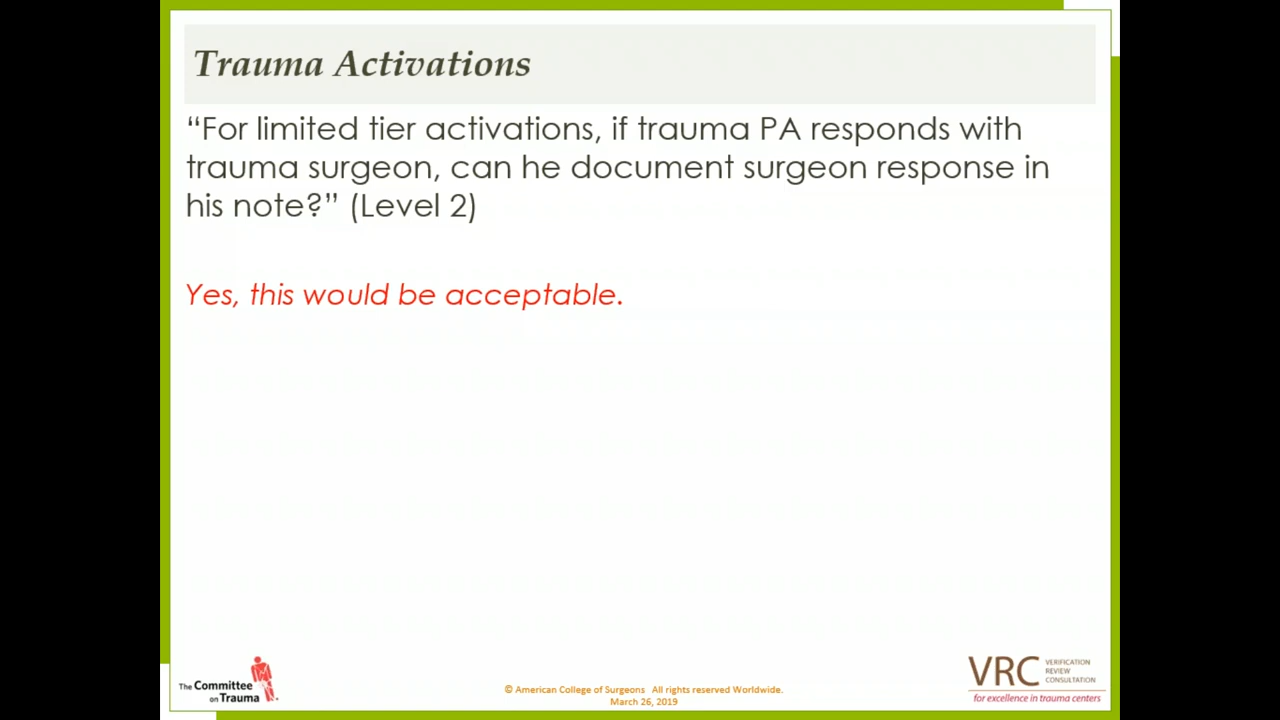 Trauma Activations
“For limited tier activations, if trauma PA responds with
trauma surgeon, can he document surgeon response in
his note?” (Level 2)
Yes, this would be acceptable.
The Committee
on Trauma
© American College of Surgeons All rights reserved Worldwide.
March 26, 2019
VRC
VERIFICATION
REVIEW
CONSULTATION
for excellence in trauma centers